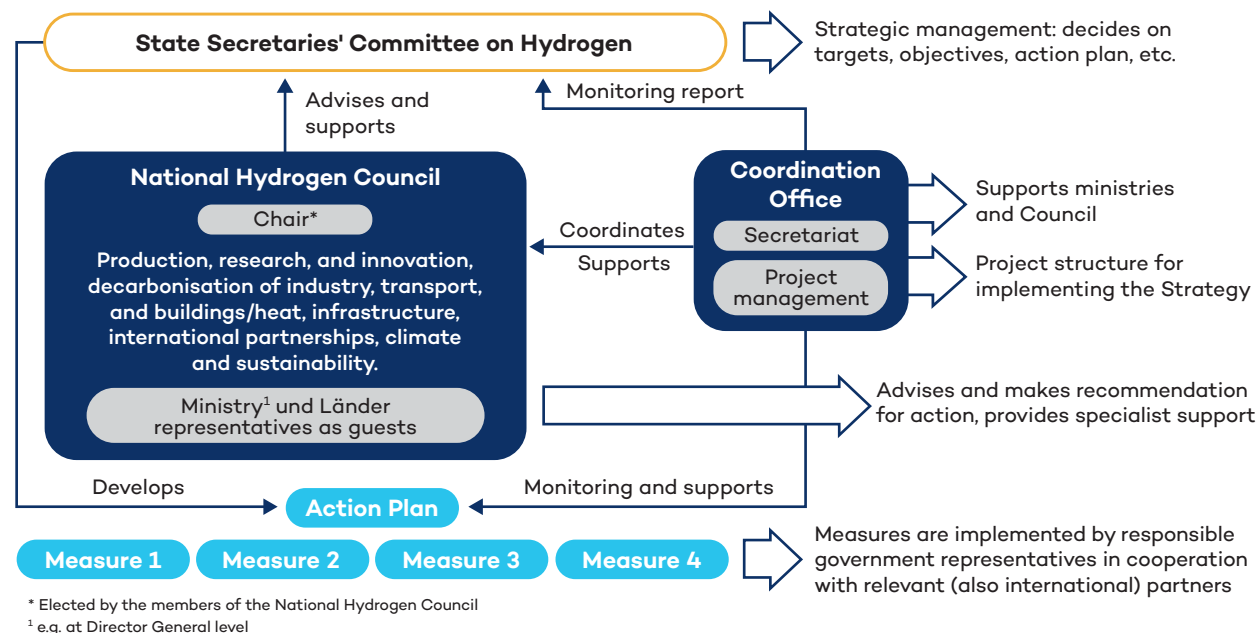 State Secretaries' Committee on Hydrogen
Strategic management: decides on
targets, objectives, action plan, etc.
Advises and
supports
Monitoring report
National Hydrogen Council
Chair*
Production, research, and innovation,
decarbonisation of industry, transport,
and buildings/heat, infrastructure,
international partnerships, climate
and sustainability.
Ministry¹ und Länder
representatives as guests
Coordinates
Supports
Coordination
Office
Secretariat
Project
management
Supports ministries
and Council
Project structure for
implementing the Strategy
Advises and makes recommendation
for action, provides specialist support
Develops
Action Plan
Monitoring and supports
Measure 1
Measure 2
Measure 3
Measure 4
Measures are implemented by responsible
government representatives in cooperation
with relevant (also international) partners
* Elected by the members of the National Hydrogen Council
¹ e.g. at Director General level